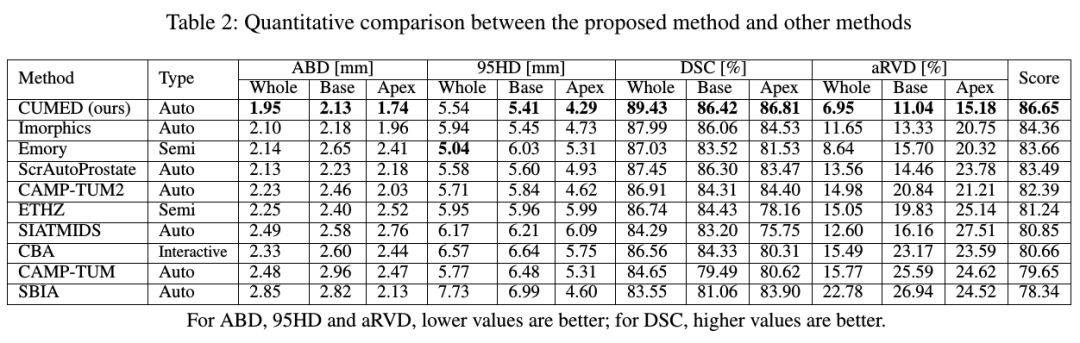 Table 2: Quantitative comparison between the proposed method and other methods
Method Type ABD [mm] 95HD [mm] DSC [%] aRVD [%] Score
Whole Base Apex Whole Base Apex Whole Base Apex Whole Base Apex
CUMED (ours) Auto 1.95 2.13 1.74 5.54 5.41 4.29 89.43 86.42 86.81 6.95 11.04 15.18 86.65
Imorphics Auto 2.10 2.18 1.96 5.94 5.45 4.73 87.99 86.06 84.53 11.65 13.33 20.75 84.36
Emory Semi 2.14 2.65 2.41 5.04 6.03 5.31 87.03 83.52 81.53 8.64 15.70 20.32 83.66
ScrAutoProstate Auto 2.13 2.23 2.18 5.58 5.60 4.93 87.45 86.30 83.47 13.56 14.46 23.78 83.49
CAMP-TUM2 Auto 2.23 2.46 2.03 5.71 5.84 4.62 86.91 84.31 84.40 14.98 20.84 21.21 82.39
ETHZ Semi 2.25 2.40 2.52 5.95 5.96 5.99 86.74 84.43 78.16 15.05 19.83 25.14 81.24
SIATMIDS Auto 2.49 2.58 2.76 6.17 6.21 6.09 84.29 83.20 75.75 12.60 16.16 27.51 80.85
CBA Interactive 2.33 2.60 2.44 6.57 6.64 5.75 86.56 84.33 80.31 15.49 23.17 23.59 80.66
CAMP-TUM Auto 2.48 2.96 2.47 5.77 6.48 5.31 84.65 79.49 80.62 15.77 25.59 24.62 79.65
SBIA Auto 2.85 2.82 2.13 7.73 6.99 4.60 83.55 81.06 83.90 22.78 26.94 24.52 78.34
For ABD, 95HD and aRVD, lower values are better; for DSC, higher values are better.